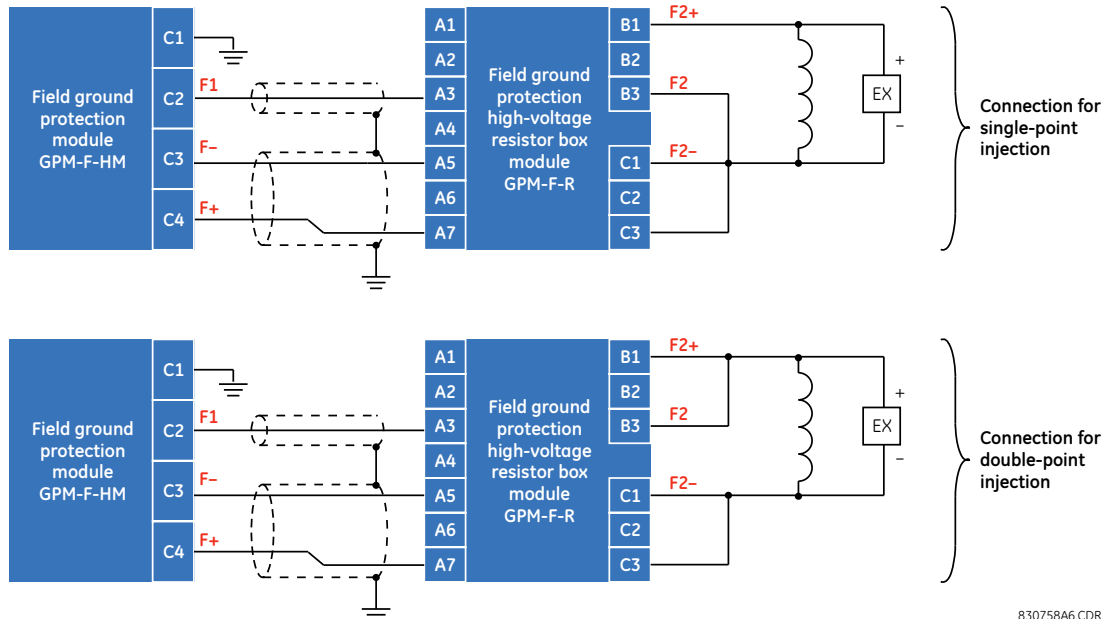 C1
C2
C3
C4
Field ground
protection
module
GPM-F-HM
F1
F−
F+
A1
A2
A3
A4
A5
A6
A7
Field ground
protection
high-voltage
resistor box
module
GPM-F-R
B1
B2
B3
C1
C2
C3
F2+
F2
F2−
+
EX
−
Connection for
single-point
injection
C1
C2
C3
C4
Field ground
protection
module
GPM-F-HM
F1
F−
F+
A1
A2
A3
A4
A5
A6
A7
Field ground
protection
high-voltage
resistor box
module
GPM-F-R
B1
B2
B3
C1
C2
C3
F2+
F2
F2−
+
EX
−
Connection for
double-point
injection
830758A6.CDR